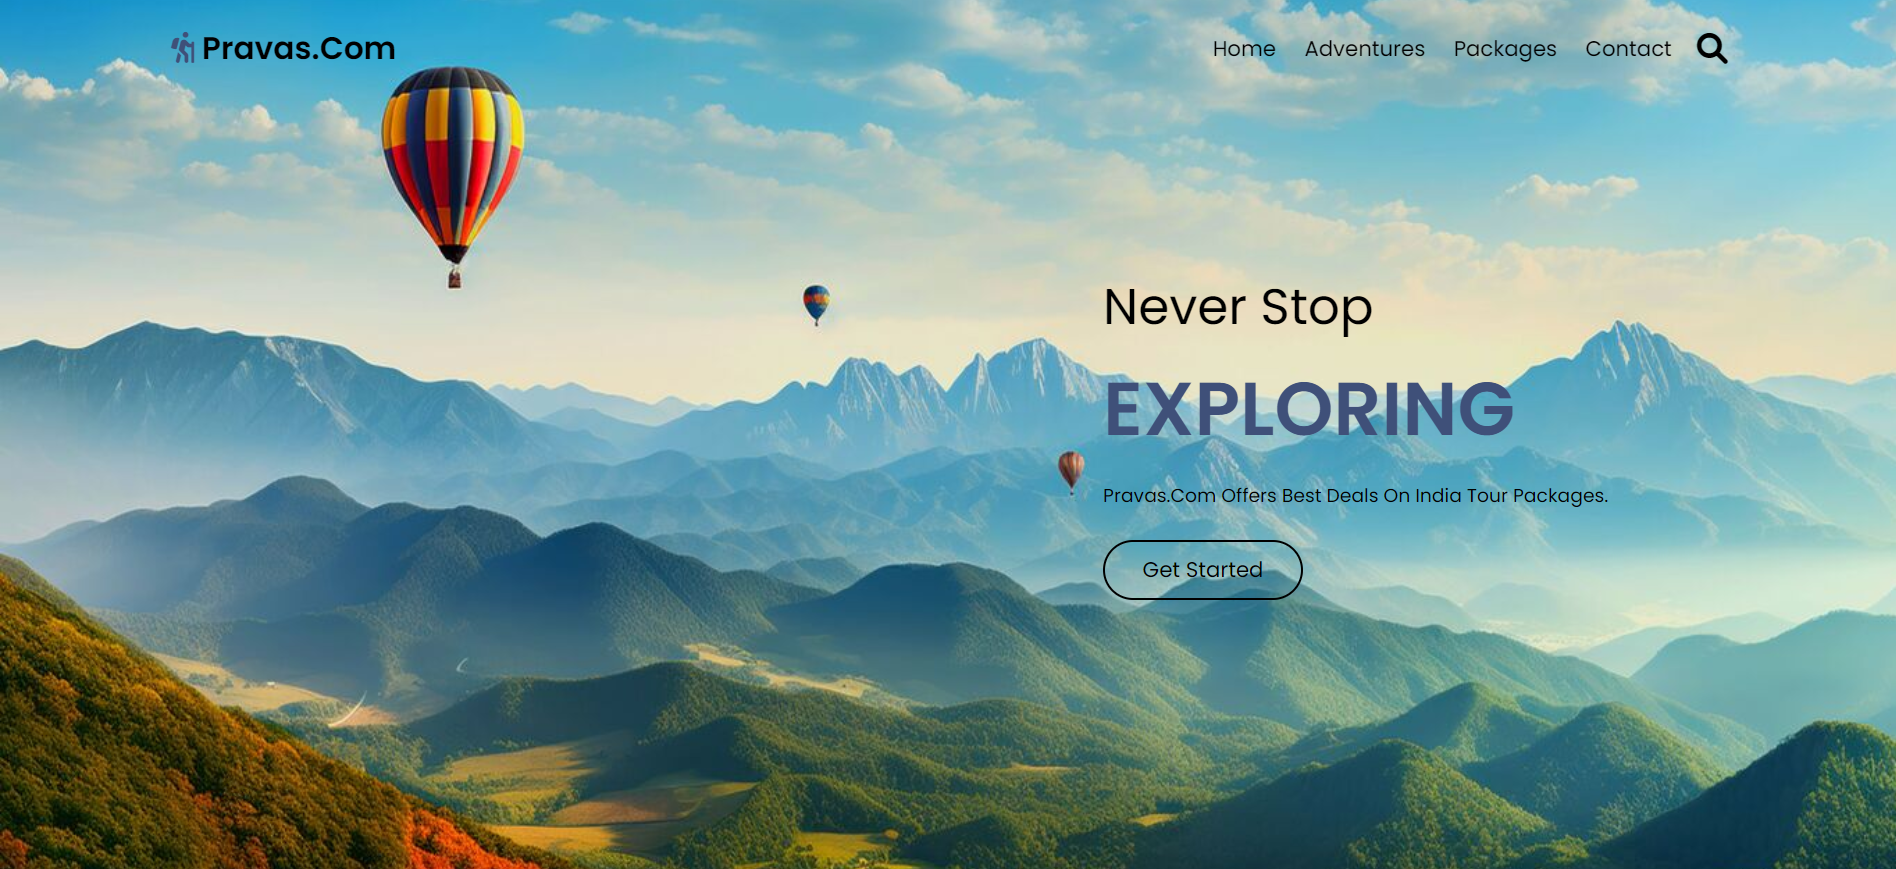 Pravas.Com
Home Adventures Packages Contact
Never Stop
EXPLORING
Pravas.Com Offers Best Deals On India Tour Packages.
Get Started